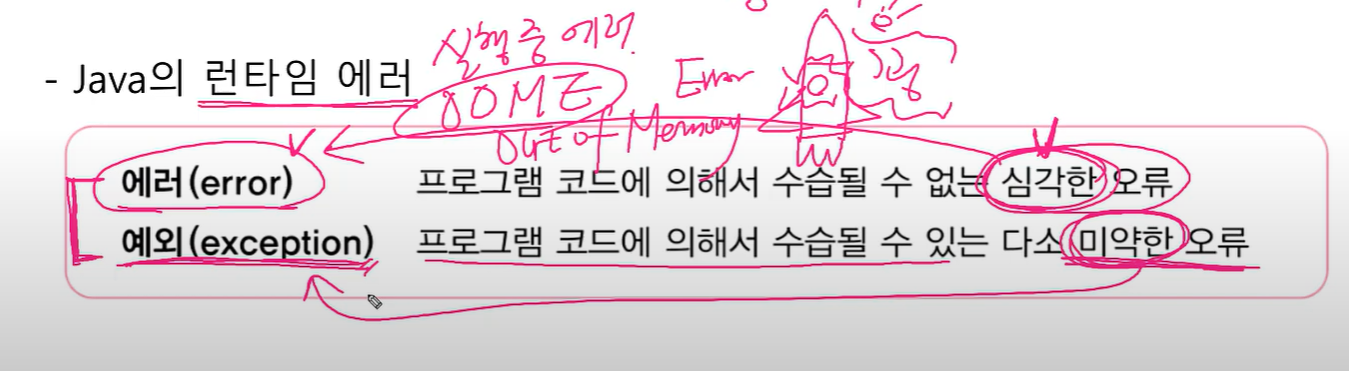 실행중 에러.
- Java의 런타임 에러
OOME
Error
Out of Memory
에러(error) 프로그램 코드에 의해서 수습될 수 없는 심각한 오류
예외(exception) 프로그램 코드에 의해서 수습될 수 있는 다소 미약한 오류